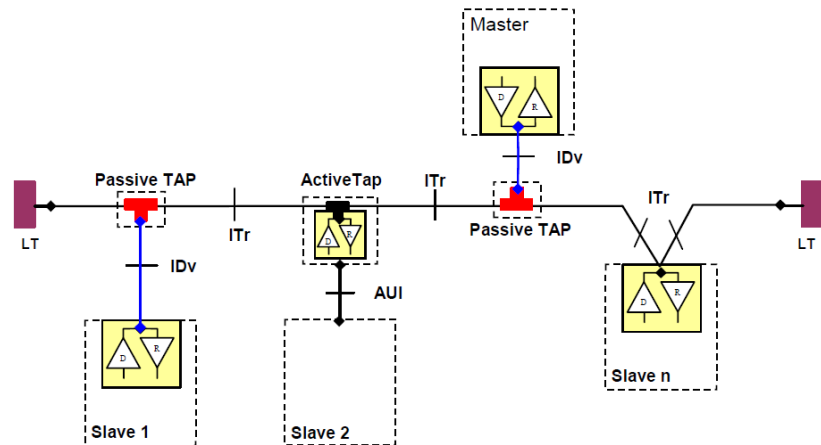 Master
D
R
IDv
Passive TAP
ActiveTap
ITr
ITr
LT
ITr
D
R
Passive TAP
LT
IDv
AUI
D
R
D
R
Slave 1
Slave 2
Slave n